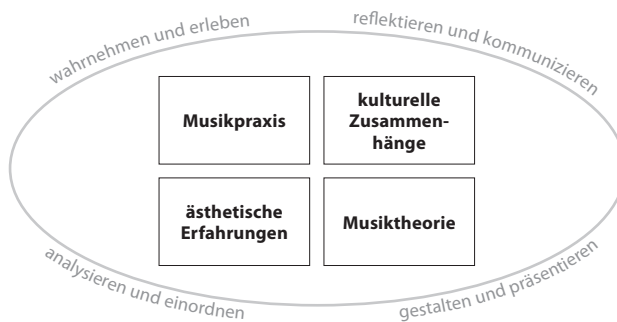 wahrnehmen und erleben
reflektieren und kommunizieren
Musikpraxis
kulturelle
Zusammen-
hänge
ästhetische
Erfahrungen
Musiktheorie
analysieren und einordnen
gestalten und präsentieren